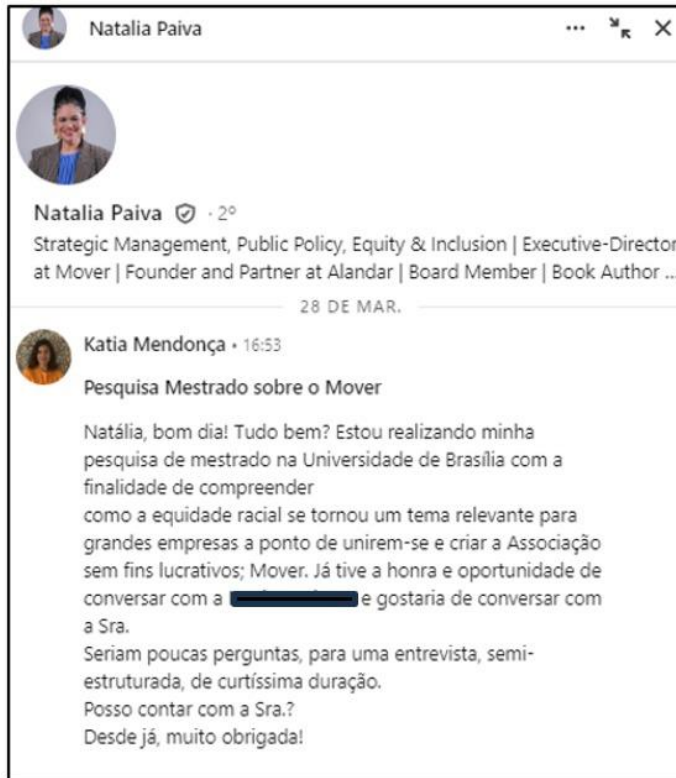 Natalia Paiva
Natalia Paiva · 2º
Strategic Management, Public Policy, Equity & Inclusion | Executive-Director
at Mover | Founder and Partner at Alandar | Board Member | Book Author ...
28 DE MAR.
Katia Mendonça • 16:53
Pesquisa Mestrado sobre o Mover
Natália, bom dia! Tudo bem? Estou realizando minha
pesquisa de mestrado na Universidade de Brasília com a
finalidade de compreender
como a equidade racial se tornou um tema relevante para
grandes empresas a ponto de unirem-se e criar a Associação
sem fins lucrativos; Mover. Já tive a honra e oportunidade de
conversar com a e gostaria de conversar com
a Sra.
Seriam poucas perguntas, para uma entrevista, semi-
estruturada, de curtíssima duração.
Posso contar com a Sra.?
Desde já, muito obrigada!